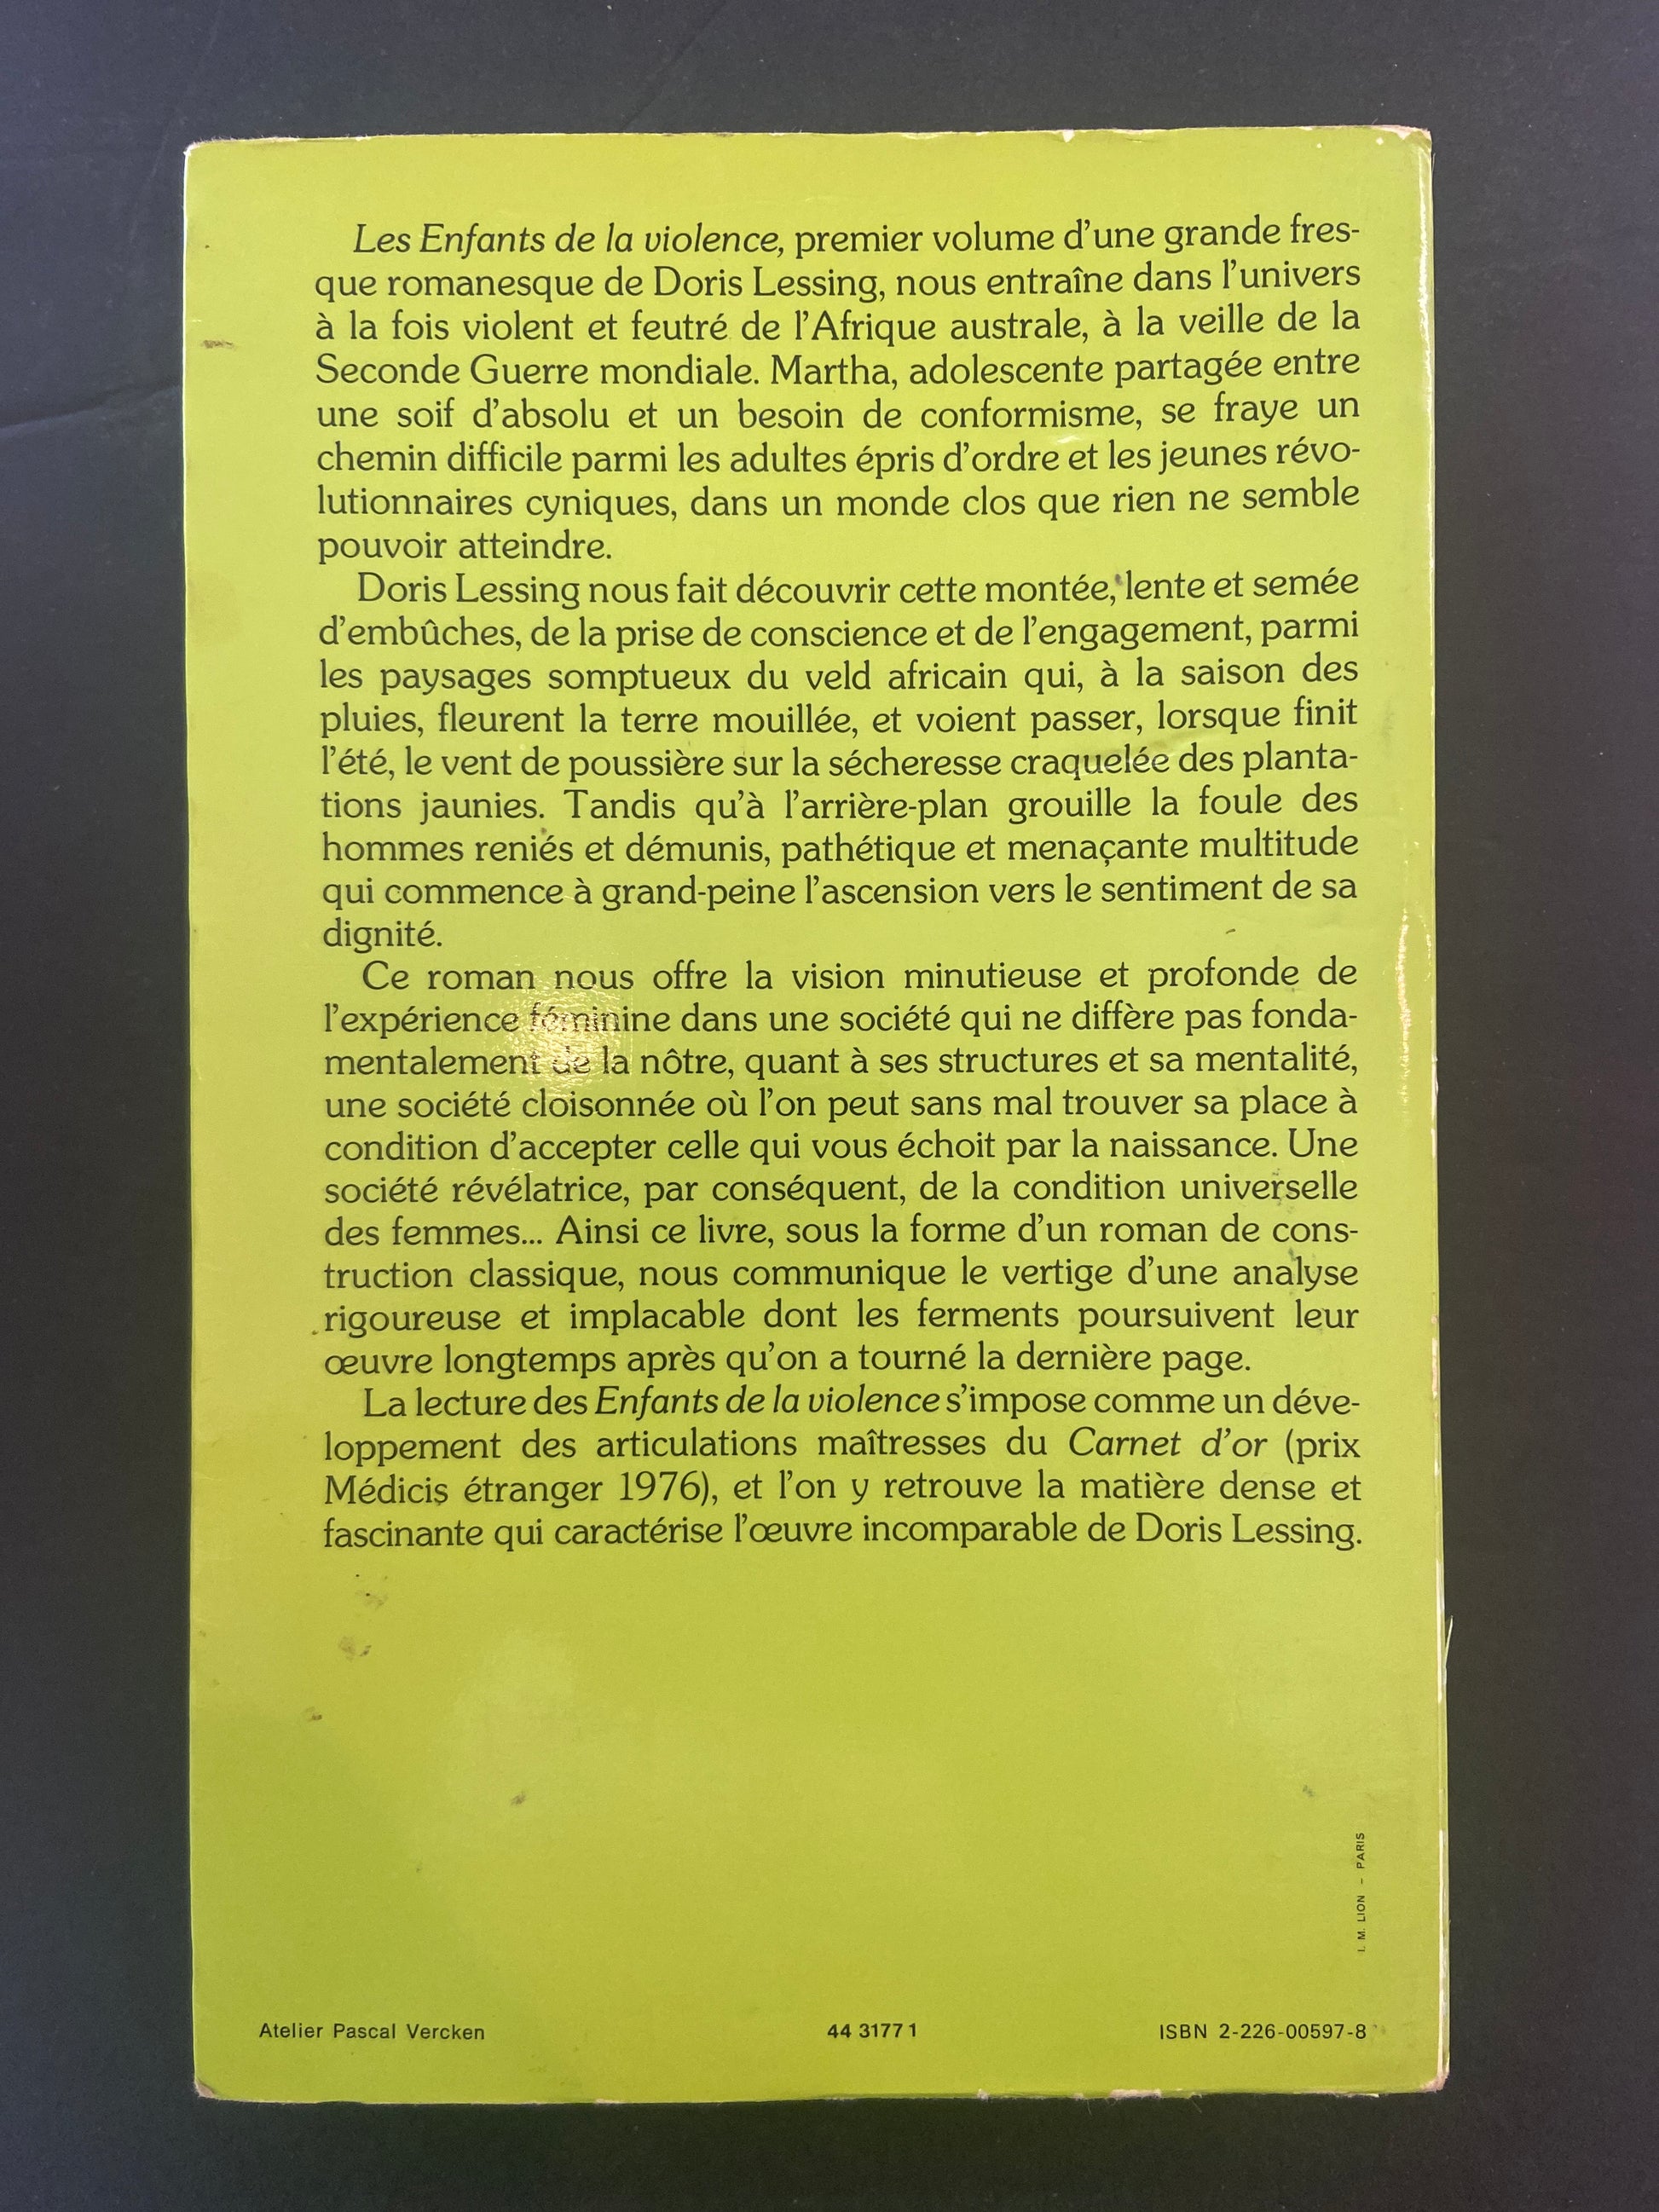 Les Enfants de la violence, premier volume d'une grande fres-
que romanesque de Doris Lessing, nous entraîne dans l'univers
à la fois violent et feutré de l'Afrique australe, à la veille de la
Seconde Guerre mondiale. Martha, adolescente partagée entre
une soif d'absolu et un besoin de conformisme, se fraye un
chemin difficile parmi les adultes épris d'ordre et les jeunes révo-
lutionnaires cyniques, dans un monde clos que rien ne semble
pouvoir atteindre.
Doris Lessing nous fait découvrir cette montée, lente et semée
d'embûches, de la prise de conscience et de l'engagement, parmi
les paysages somptueux du veld africain qui, à la saison des
pluies, fleurent la terre mouillée, et voient passer, lorsque finit
l'été, le vent de poussière sur la sécheresse craquelée des planta-
tions jaunies. Tandis qu'à l'arrière-plan grouille la foule des
hommes reniés et démunis, pathétique et menaçante multitude
qui commence à grand-peine l'ascension vers le sentiment de sa
dignité.
Ce roman nous offre la vision minutieuse et profonde de
l'expérience féminine dans une société qui ne diffère pas fonda-
mentalement de la nôtre, quant à ses structures et sa mentalité,
une société cloisonnée où l'on peut sans mal trouver sa place à
condition d'accepter celle qui vous échoit par la naissance. Une
société révélatrice, par conséquent, de la condition universelle
des femmes... Ainsi ce livre, sous la forme d'un roman de cons-
truction classique, nous communique le vertige d'une analyse
rigoureuse et implacable dont les ferments poursuivent leur
œuvre longtemps après qu'on a tourné la dernière page.
La lecture des Enfants de la violence s'impose comme un déve-
loppement des articulations maîtresses du Carnet d'or (prix
Médicis étranger 1976), et l'on y retrouve la matière dense et
fascinante qui caractérise l'œuvre incomparable de Doris Lessing.
I. M. LION - PARIS
Atelier Pascal Vercken
44 3177 1
ISBN 2-226-00597-8